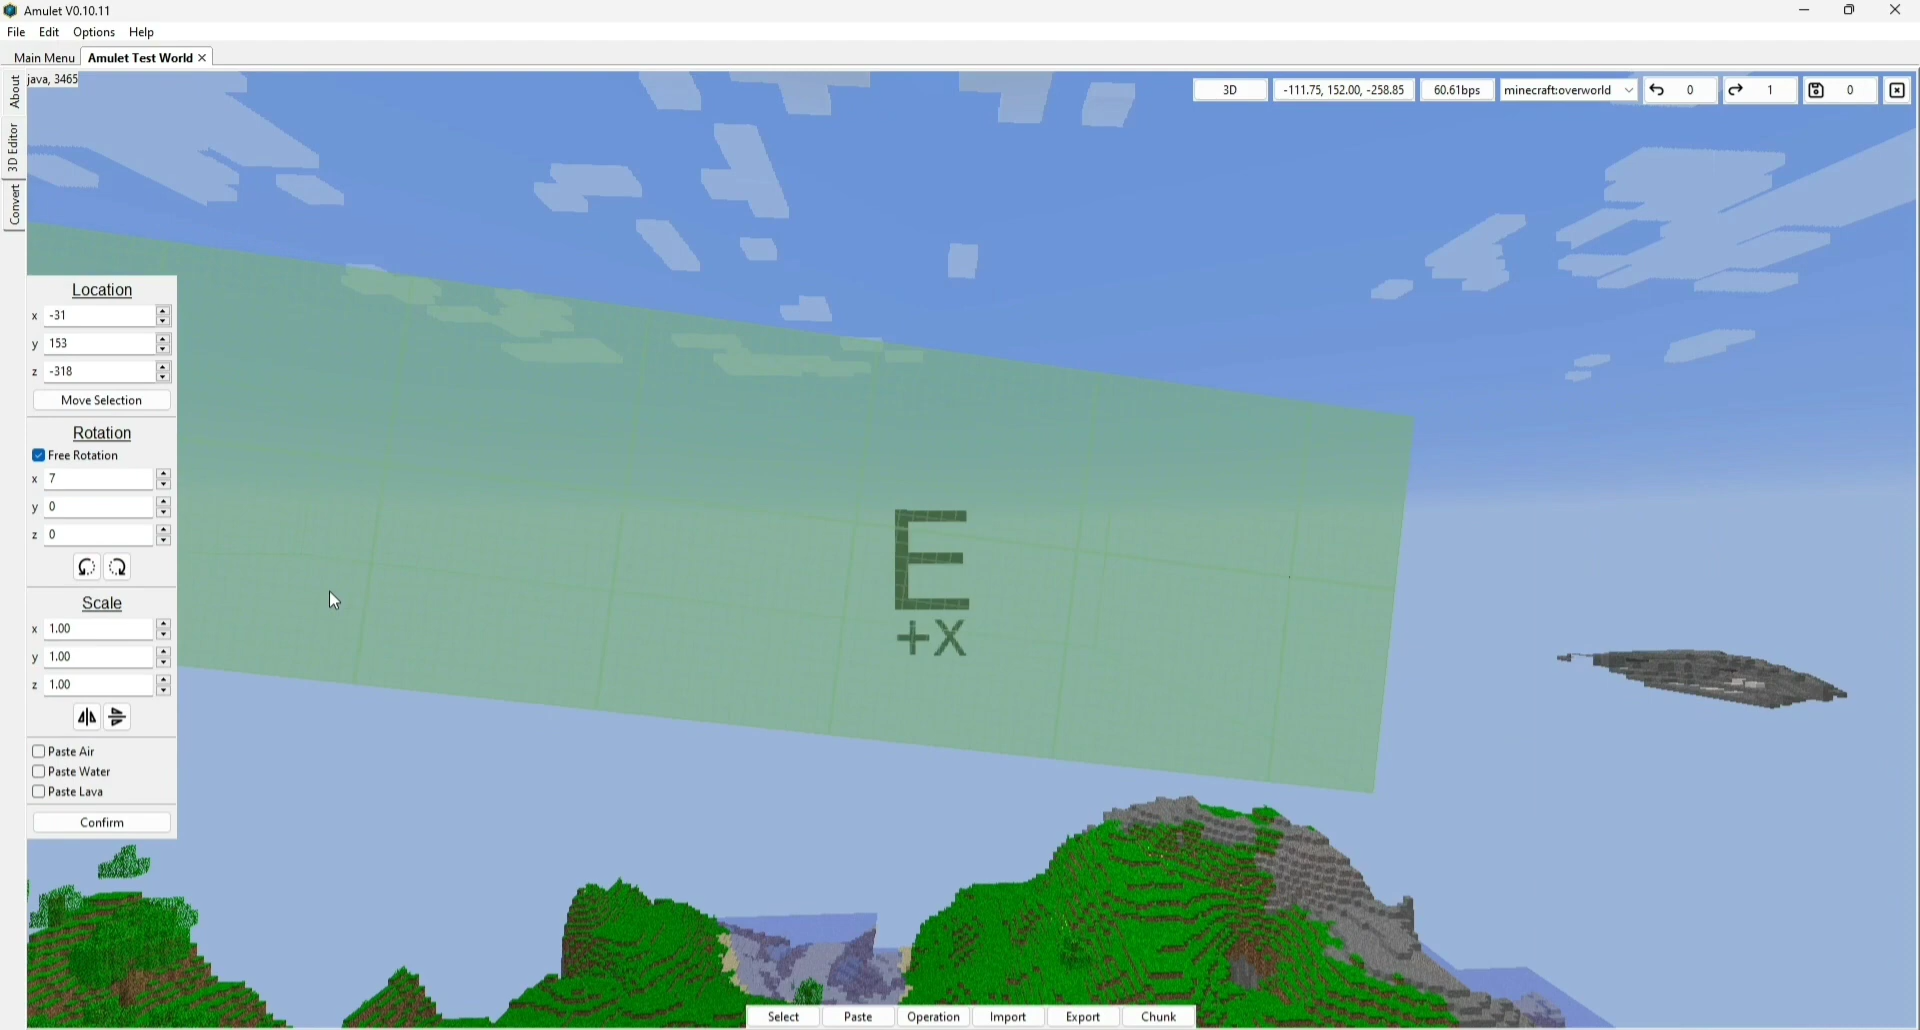 Amulet V0.10.11
File Edit Options Help
Main Menu Amulet Test World
java, 3465
3D -111.75, 152.00, -258.85 60.61bps minecraft:overworld 0 1 0
About
3D Editor
Convert
Location
x -31
y 153
z -318
Move Selection
Rotation
Free Rotation
x 7
y 0
z 0
Scale
x 1.00
y 1.00
z 1.00
Paste Air
Paste Water
Paste Lava
Confirm
E
+X
Select Paste Operation Import Export Chunk